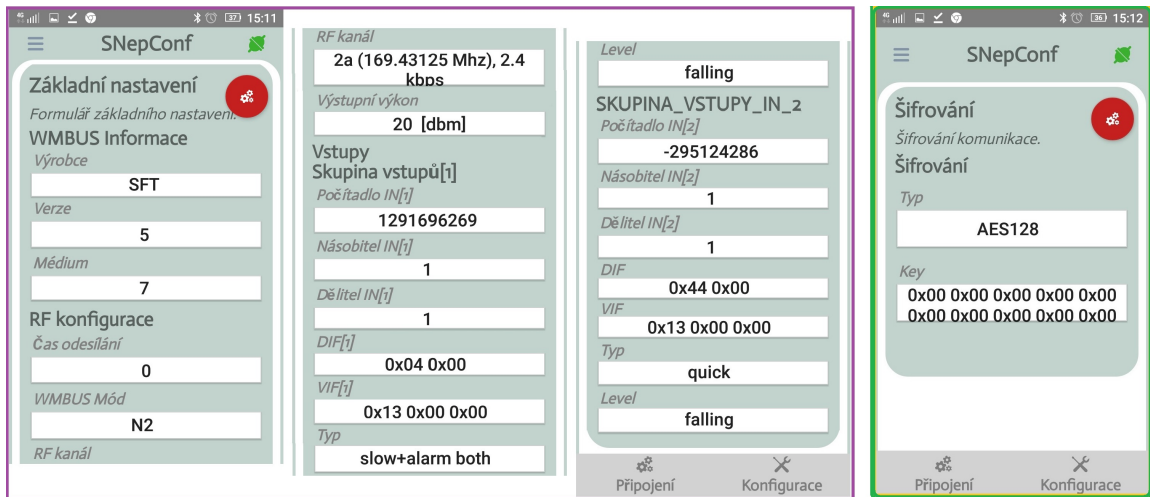 4G 37 15:11
SNepConf
Základní nastavení
Formulář základního nastavení.
WMBUS Informace
Výrobce
SFT
Verze
5
Médium
7
RF konfigurace
Čas odesílání
0
WMBUS Mód
N2
RF kanál
RF kanál
2a (169.43125 Mhz), 2.4
kbps
Výstupní výkon
20 [dbm]
Vstupy
Skupina vstupů[1]
Počítadlo IN[1]
1291696269
Násobitel IN[1]
1
Dělitel IN[1]
1
DIF[1]
0x04 0x00
VIF[1]
0x13 0x00 0x00
Typ
slow+alarm both
Level
falling
SKUPINA_VSTUPY_IN_2
Počítadlo IN[2]
-295124286
Násobitel IN[2]
1
Dělitel IN[2]
1
DIF
0x44 0x00
VIF
0x13 0x00 0x00
Typ
quick
Level
falling
Připojení Konfigurace
4G 36 15:12
SNepConf
Šifrování
Šifrování komunikace.
Šifrování
Typ
AES128
Key
0x00 0x00 0x00 0x00 0x00
0x00 0x00 0x00 0x00 0x00
Připojení Konfigurace